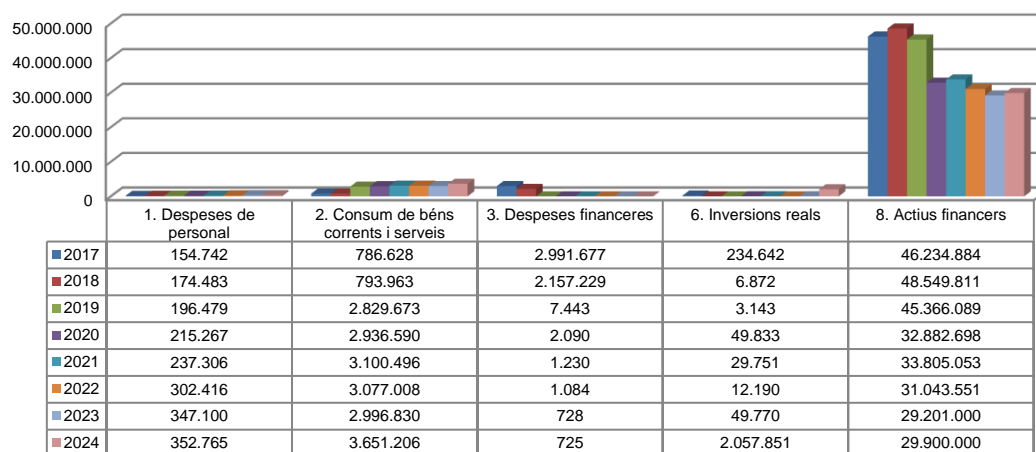 50.000.000
40.000.000
30.000.000
20.000.000
10.000.000
0
1. Despeses de personal 2. Consum de béns corrents i serveis 3. Despeses financeres 6. Inversions reals 8. Actius financers
2017 154.742 786.628 2.991.677 234.642 46.234.884
2018 174.483 793.963 2.157.229 6.872 48.549.811
2019 196.479 2.829.673 7.443 3.143 45.366.089
2020 215.267 2.936.590 2.090 49.833 32.882.698
2021 237.306 3.100.496 1.230 29.751 33.805.053
2022 302.416 3.077.008 1.084 12.190 31.043.551
2023 347.100 2.996.830 728 49.770 29.201.000
2024 352.765 3.651.206 725 2.057.851 29.900.000